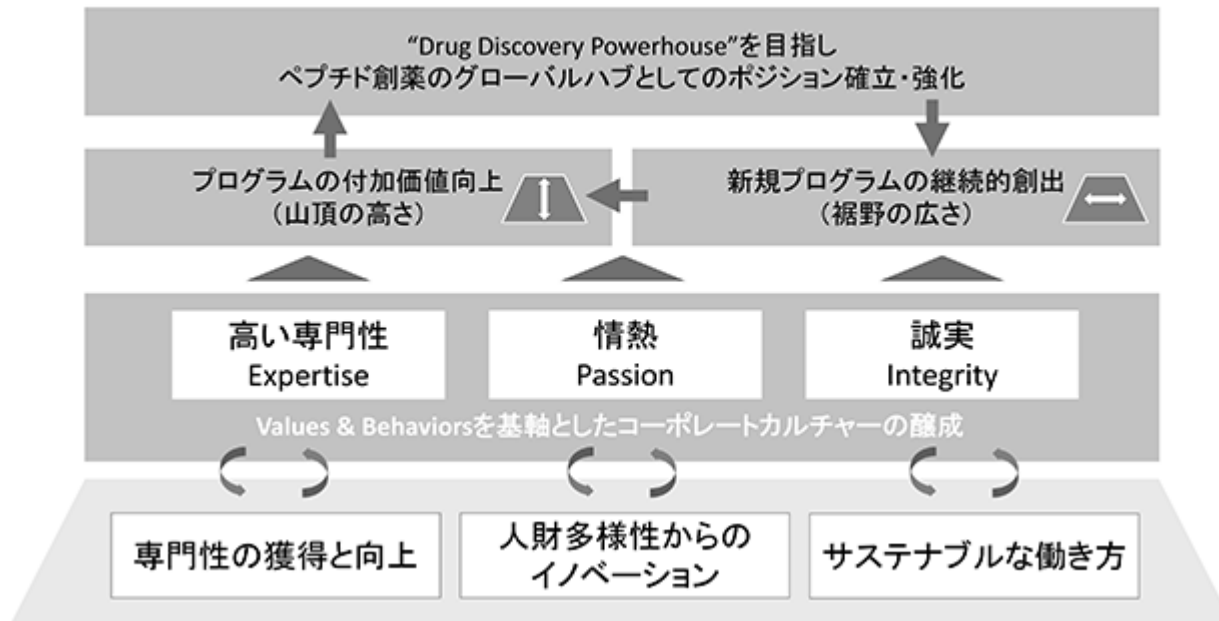 “Drug Discovery Powerhouse”を目指し
ペプチド創薬のグローバルハブとしてのポジション確立・強化
プログラムの付加価値向上
（山頂の高さ）
新規プログラムの継続的創出
（裾野の広さ）
高い専門性
Expertise
情熱
Passion
誠実
Integrity
Values & Behaviorsを基軸としたコーポレートカルチャーの醸成
専門性の獲得と向上
人財多様性からの
イノベーション
サステナブルな働き方